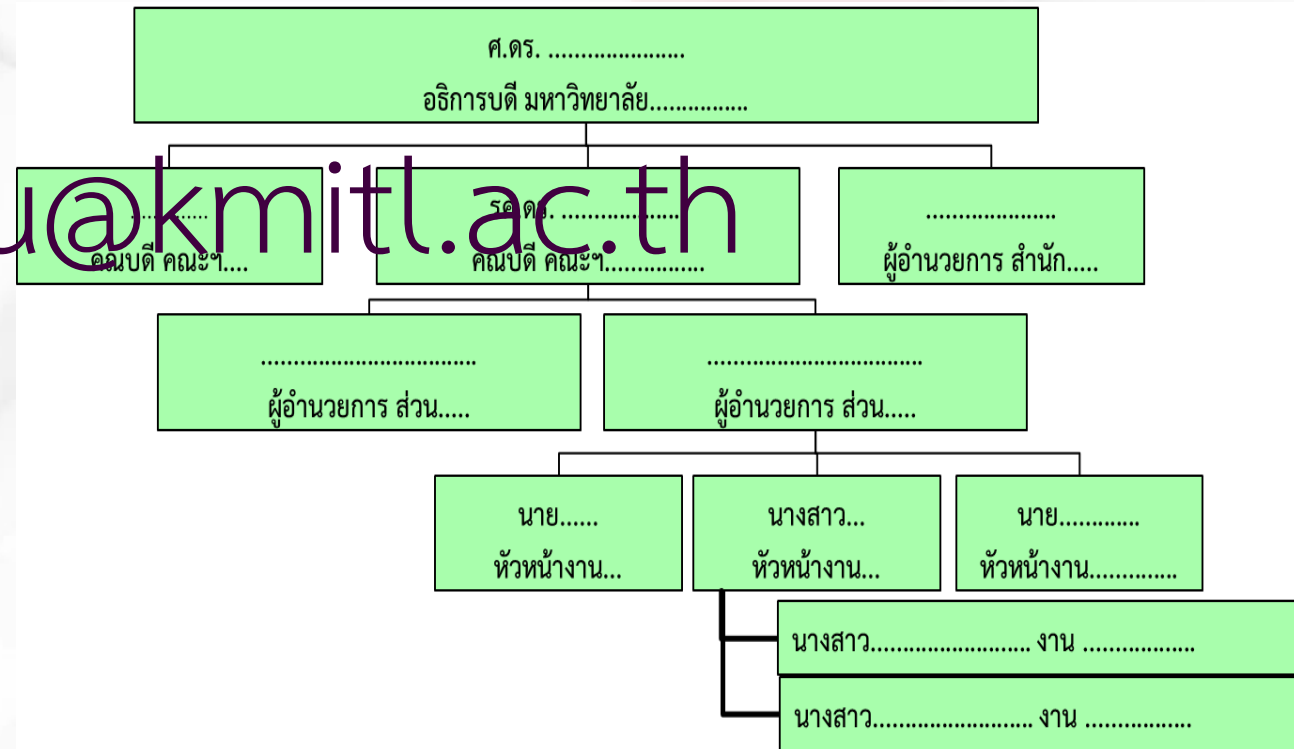 ศ.ดร. .....................
อธิการบดี มหาวิทยาลัย...............
u@kmitl.ac.th
.............
คณบดี คณะฯ....
รศ.ดร. ..................
คณบดี คณะฯ...............
....................
ผู้อำนวยการ สำนัก.....
.................................
ผู้อำนวยการ ส่วน.....
.................................
ผู้อำนวยการ ส่วน.....
นาย......
หัวหน้างาน...
นางสาว...
หัวหน้างาน...
นาย.............
หัวหน้างาน..............
นางสาว......................... งาน .................
นางสาว......................... งาน ................